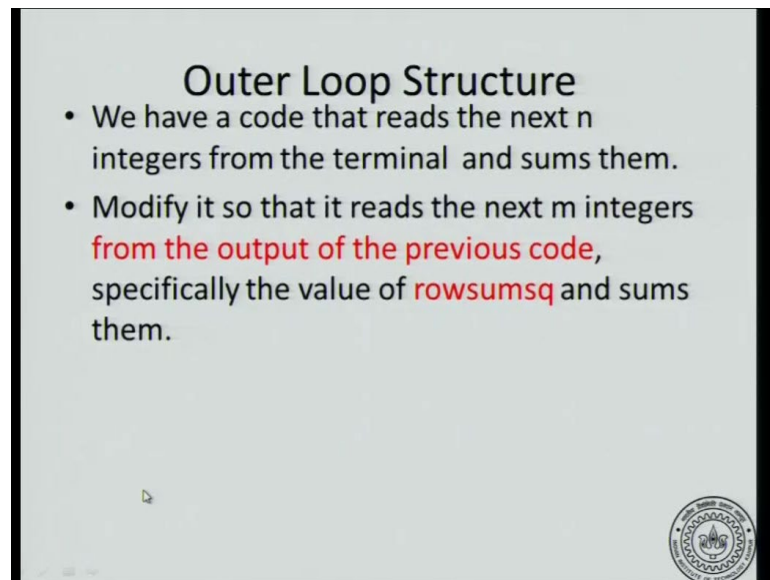 Outer Loop Structure
• We have a code that reads the next n
integers from the terminal and sums them.
• Modify it so that it reads the next m integers
from the output of the previous code,
specifically the value of rowsumsq and sums
them.